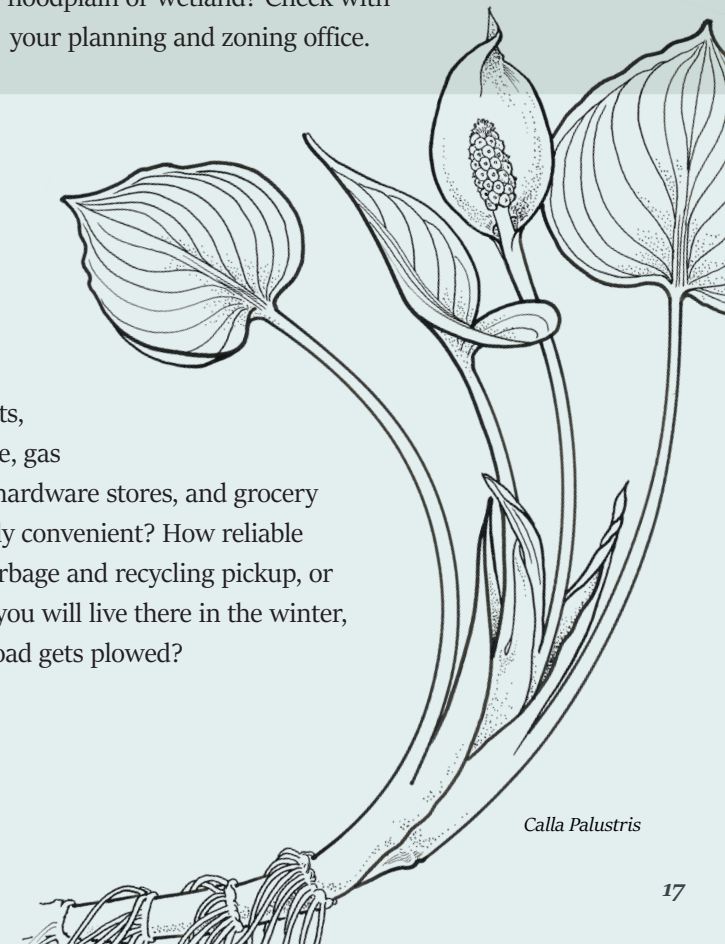 floodplain or wetland? Check with
your planning and zoning office.
ts,
e, gas
hardware stores, and grocery
ly convenient? How reliable
rbage and recycling pickup, or
you will live there in the winter,
oad gets plowed?
Calla Palustris
17